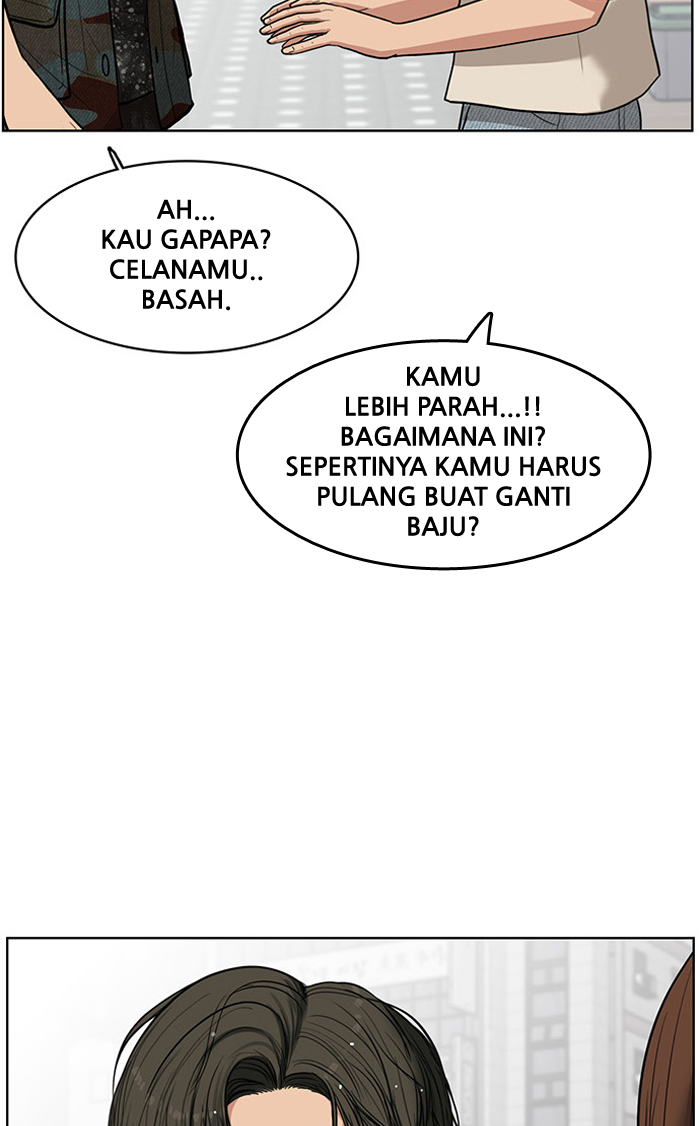 AH...
KAU GAPAPA?
CELANAMU..
BASAH.
KAMU
LEBIH PARAH...!!
BAGAIMANA INI?
SEPERTINYA KAMU HARUS
PULANG BUAT GANTI
BAJU?